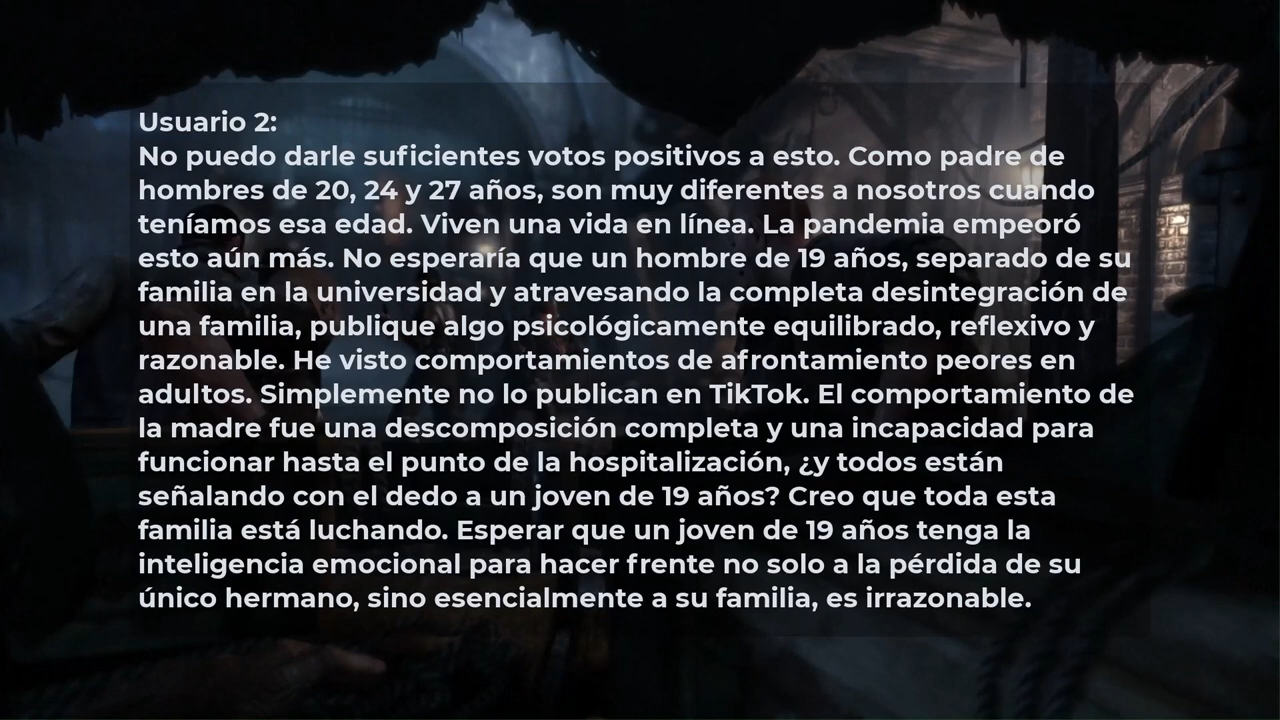 Usuario 2:
No puedo darle suficientes votos positivos a esto. Como padre de
hombres de 20, 24 y 27 años, son muy diferentes a nosotros cuando
teníamos esa edad. Viven una vida en línea. La pandemia empeoró
esto aún más. No esperaría que un hombre de 19 años, separado de su
familia en la universidad y atravesando la completa desintegración de
una familia, publique algo psicológicamente equilibrado, reflexivo y
razonable. He visto comportamientos de afrontamiento peores en
adultos. Simplemente no lo publican en TikTok. El comportamiento de
la madre fue una descomposición completa y una incapacidad para
funcionar hasta el punto de la hospitalización, ¿y todos están
señalando con el dedo a un joven de 19 años? Creo que toda esta
familia está luchando. Esperar que un joven de 19 años tenga la
inteligencia emocional para hacer frente no solo a la pérdida de su
único hermano, sino esencialmente a su familia, es irrazonable.